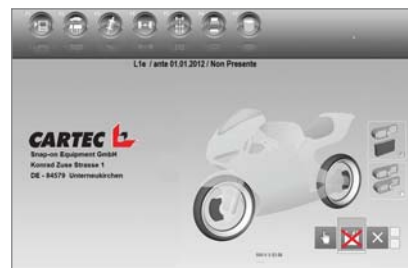 L1e / ante 01.01.2012 / Non Presente
CARTEC
Snap-on Equipment GmbH
Konrad Zuse Strasse 1
DE - 84579 Unterneukirchen